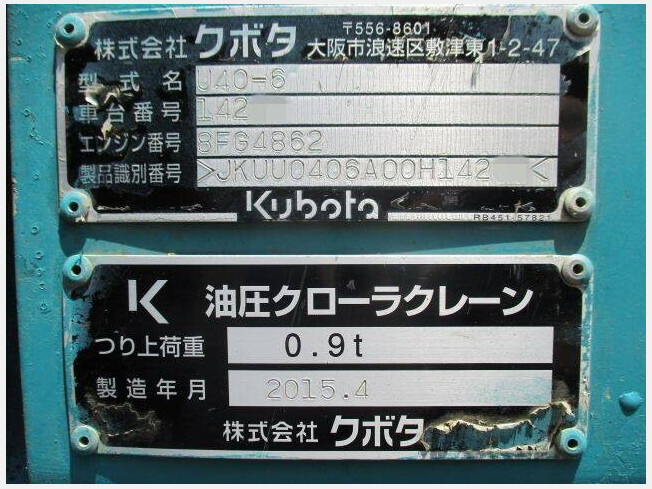 〒556-8601
株式会社 クボタ 大阪市浪速区敷津東1-2-47
型式名 U40-6
車台番号 142
エンジン番号 8FG4862
製品識別番号 >JKUU0406A00H142 <
Kubota
RB451-57821
K 油圧クローラクレーン
つり上荷重 0.9t
製造年月 2015.4
株式会社 クボタ